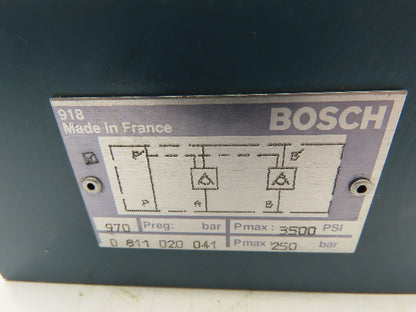 918
Made In France
BOSCH
P A B
970 Preg: bar Pmax: 3500 PSI
0 811 020 041 Pmax 250 bar